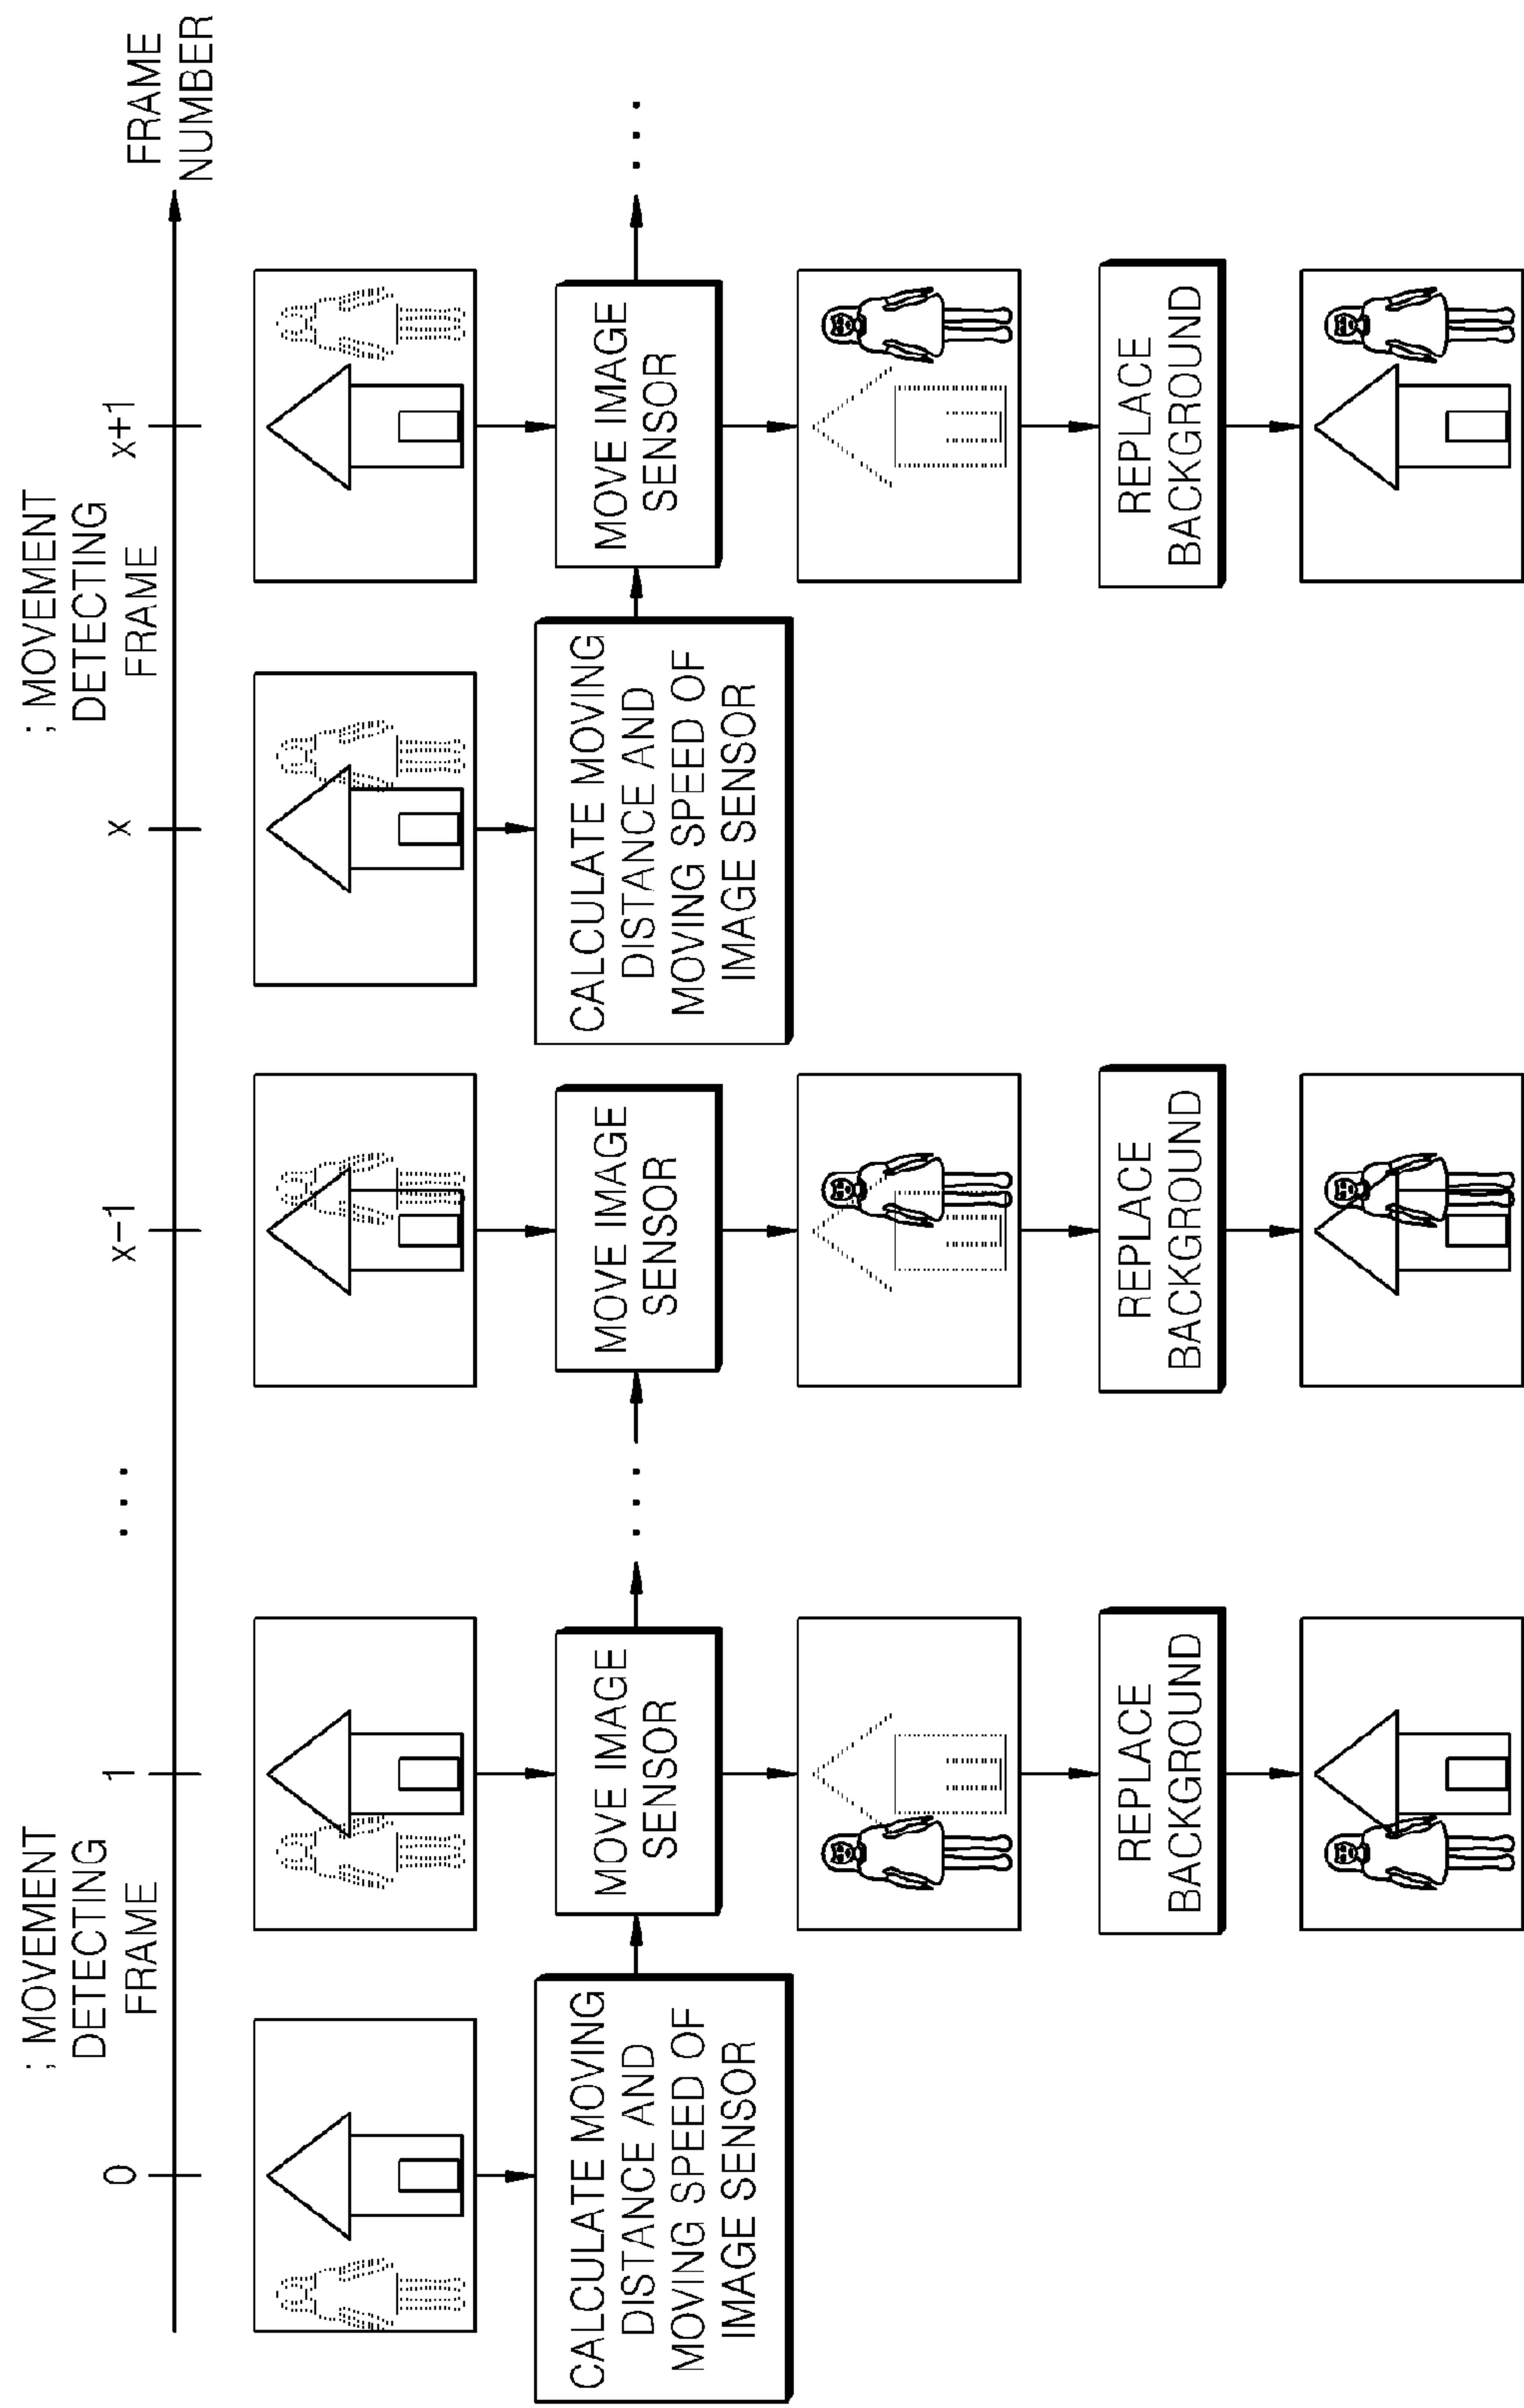 ; MOVEMENT
DETECTING
FRAME
; MOVEMENT
DETECTING
FRAME
0
1
...
x−1
x
x+1
FRAME
NUMBER
CALCULATE MOVING
DISTANCE AND
MOVING SPEED OF
IMAGE SENSOR
MOVE IMAGE
SENSOR
...
MOVE IMAGE
SENSOR
CALCULATE MOVING
DISTANCE AND
MOVING SPEED OF
IMAGE SENSOR
MOVE IMAGE
SENSOR
...
REPLACE
BACKGROUND
REPLACE
BACKGROUND
REPLACE
BACKGROUND